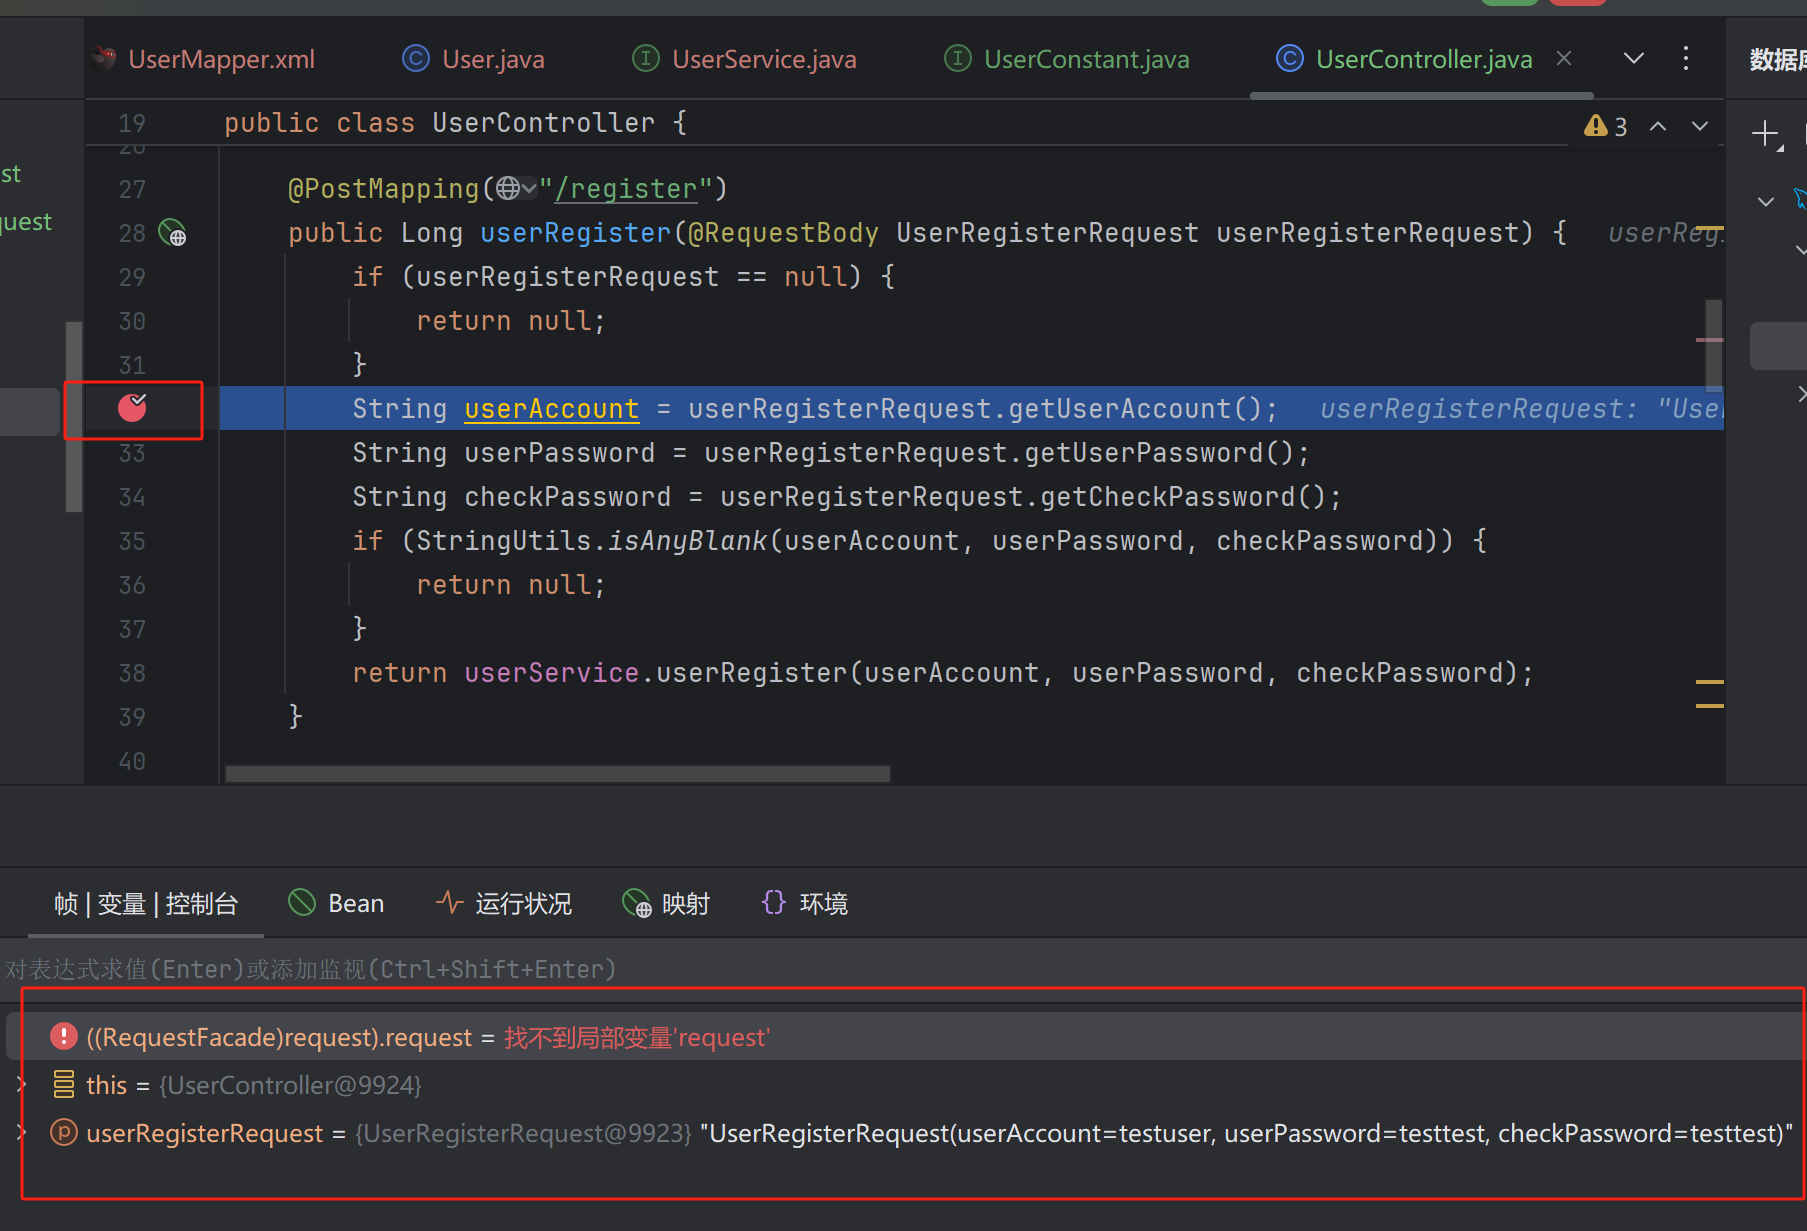 UserMapper.xml
User.java
UserService.java
UserConstant.java
UserController.java
数据库
st
quest
19 public class UserController {
3
27 @PostMapping("/register")
28 public Long userRegister(@RequestBody UserRegisterRequest userRegisterRequest) { userRegi
29 if (userRegisterRequest == null) {
30 return null;
31 }
String userAccount = userRegisterRequest.getUserAccount(); userRegisterRequest: "User
33 String userPassword = userRegisterRequest.getUserPassword();
34 String checkPassword = userRegisterRequest.getCheckPassword();
35 if (StringUtils.isAnyBlank(userAccount, userPassword, checkPassword)) {
36 return null;
37 }
38 return userService.userRegister(userAccount, userPassword, checkPassword);
39 }
40
帧 | 变量 | 控制台
Bean
运行状况
映射
{} 环境
对表达式求值(Enter)或添加监视(Ctrl+Shift+Enter)
((RequestFacade)request).request = 找不到局部变量'request'
this = {UserController@9924}
userRegisterRequest = {UserRegisterRequest@9923} "UserRegisterRequest(userAccount=testuser, userPassword=testtest, checkPassword=testtest)"